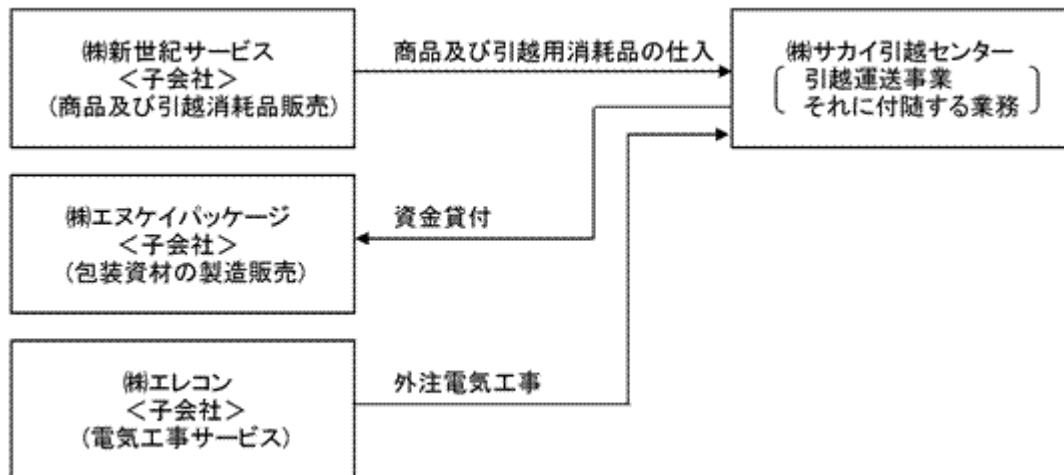 ㈱新世紀サービス
＜子会社＞
(商品及び引越消耗品販売)
商品及び引越用消耗品の仕入
㈱サカイ引越センター
引越運送事業
それに付随する業務
㈱エヌケイパッケージ
＜子会社＞
(包装資材の製造販売)
資金貸付
㈱エレコン
＜子会社＞
(電気工事サービス)
外注電気工事